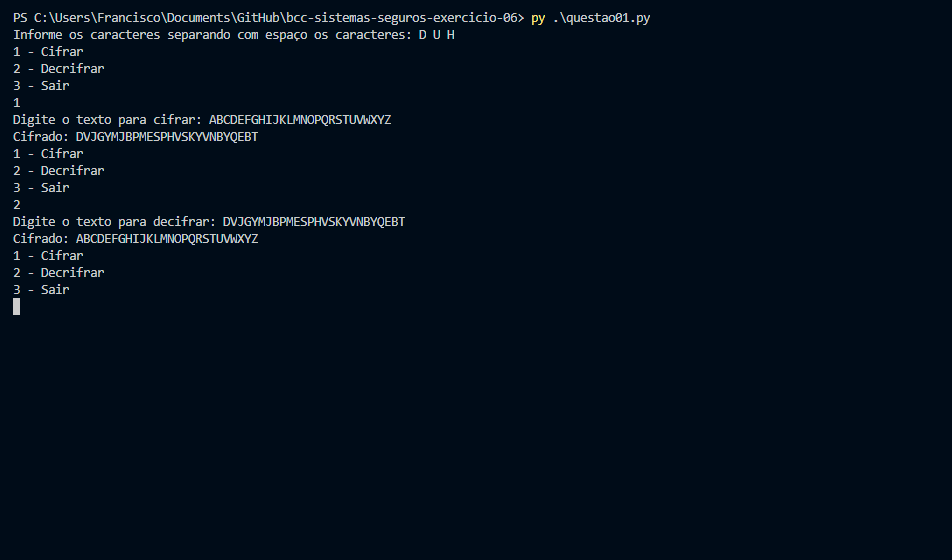 PS C:\Users\Francisco\Documents\GitHub\bcc-sistemas-seguros-exercicio-06> py .\questao01.py
Informe os caracteres separando com espaço os caracteres: D U H
1 - Cifrar
2 - Decrifrar
3 - Sair
1
Digite o texto para cifrar: ABCDEFGHIJKLMNOPQRSTUVWXYZ
Cifrado: DVJGYMJBPMESPHVSKYVNBYQEBT
1 - Cifrar
2 - Decrifrar
3 - Sair
2
Digite o texto para decifrar: DVJGYMJBPMESPHVSKYVNBYQEBT
Cifrado: ABCDEFGHIJKLMNOPQRSTUVWXYZ
1 - Cifrar
2 - Decrifrar
3 - Sair